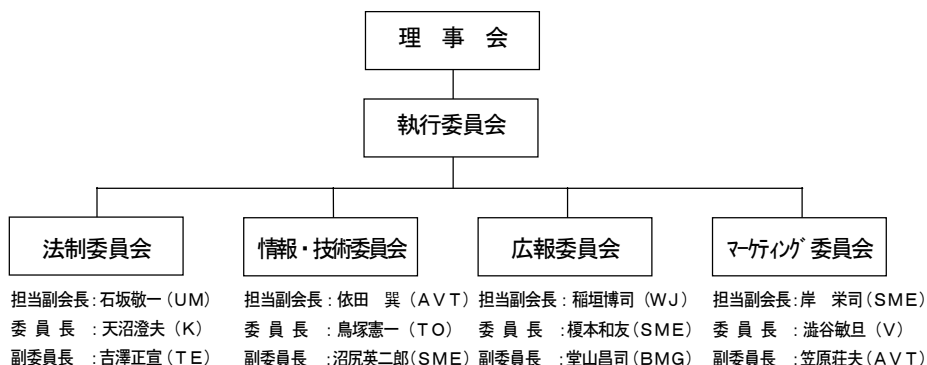 理　事　会
執行委員会
法制委員会
情報・技術委員会
広報委員会
マーケティング委員会
担当副会長：石坂敬一（UM）
委　員　長　：天沼澄夫（K）
副委員長　：吉澤正宣（TE）
担当副会長：依田　巽（AVT）
委　員　長　：鳥塚憲一（TO）
副委員長　：沼尻英二郎（SME）
担当副会長：稲垣博司（WJ）
委　員　長　：榎本和友（SME）
副委員長　：堂山昌司（BMG）
担当副会長：岸　栄司（SME）
委　員　長　：澁谷敏旦（V）
副委員長　：笠原荘夫（AVT）